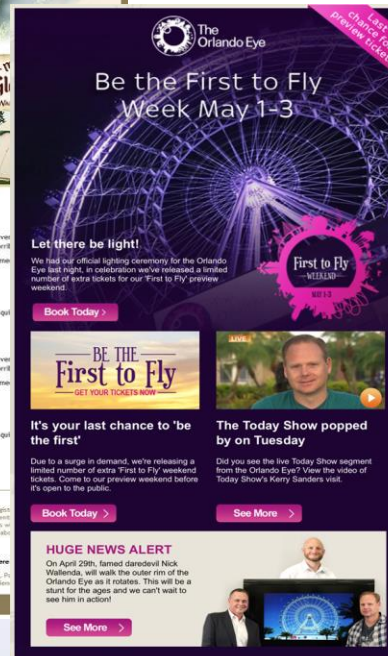 Last
chance for
preview tickets
The
Orlando Eye
Be the First to Fly
Week May 1-3
Let there be light!
We had our official lighting ceremony for the Orlando
Eye last night, in celebration we've released a limited
number of extra tickets for our 'First to Fly' preview
weekend.
Book Today >
First to Fly
WEEKEND
MAY 1-3
BE THE
First to Fly
GET YOUR TICKETS NOW
LIVE
It's your last chance to 'be
the first'
Due to a surge in demand, we're releasing a
limited number of extra 'First to Fly' weekend
tickets. Come to our preview weekend before
it's open to the public.
Book Today >
The Today Show popped
by on Tuesday
Did you see the live Today Show segment
from the Orlando Eye? View the video of
Today's Show's Kerry Sanders visit.
See More >
HUGE NEWS ALERT
On April 29th, famed daredevil Nick
Wallenda, will walk the outer rim of the
Orlando Eye as it rotates. This will be a
stunt for the ages and we can't wait to
see him in action!
See More >